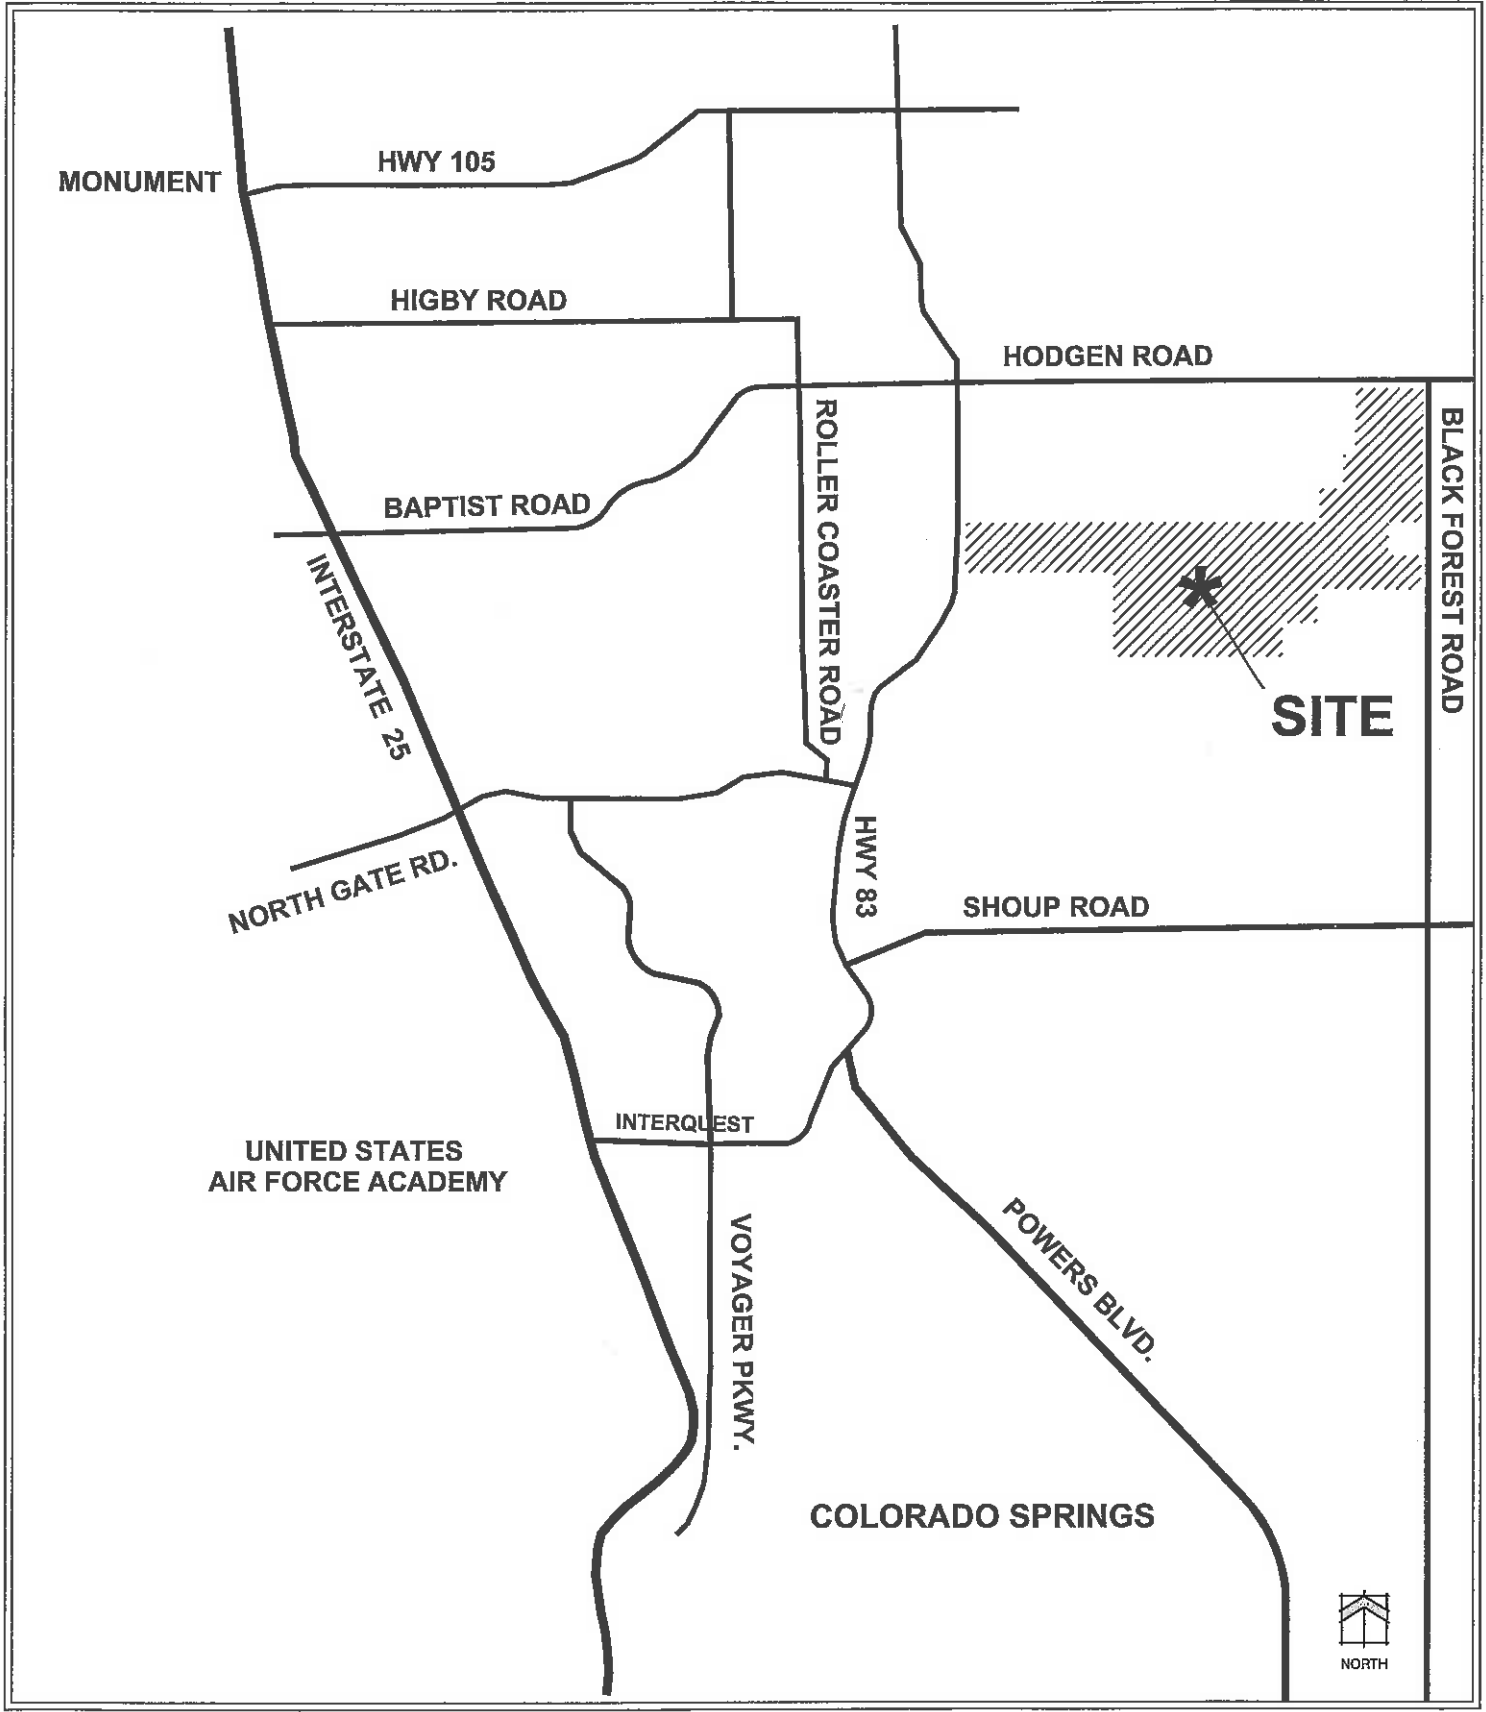 HWY 105
MONUMENT
HIGBY ROAD
HODGEN ROAD
ROLLER COASTER ROAD
BLACK FOREST ROAD
BAPTIST ROAD
INTERSTATE 25
SITE
HWY 83
NORTH GATE RD.
SHOUP ROAD
INTERQUEST
UNITED STATES
AIR FORCE ACADEMY
POWERS BLVD.
VOYAGER PKWY.
COLORADO SPRINGS
NORTH